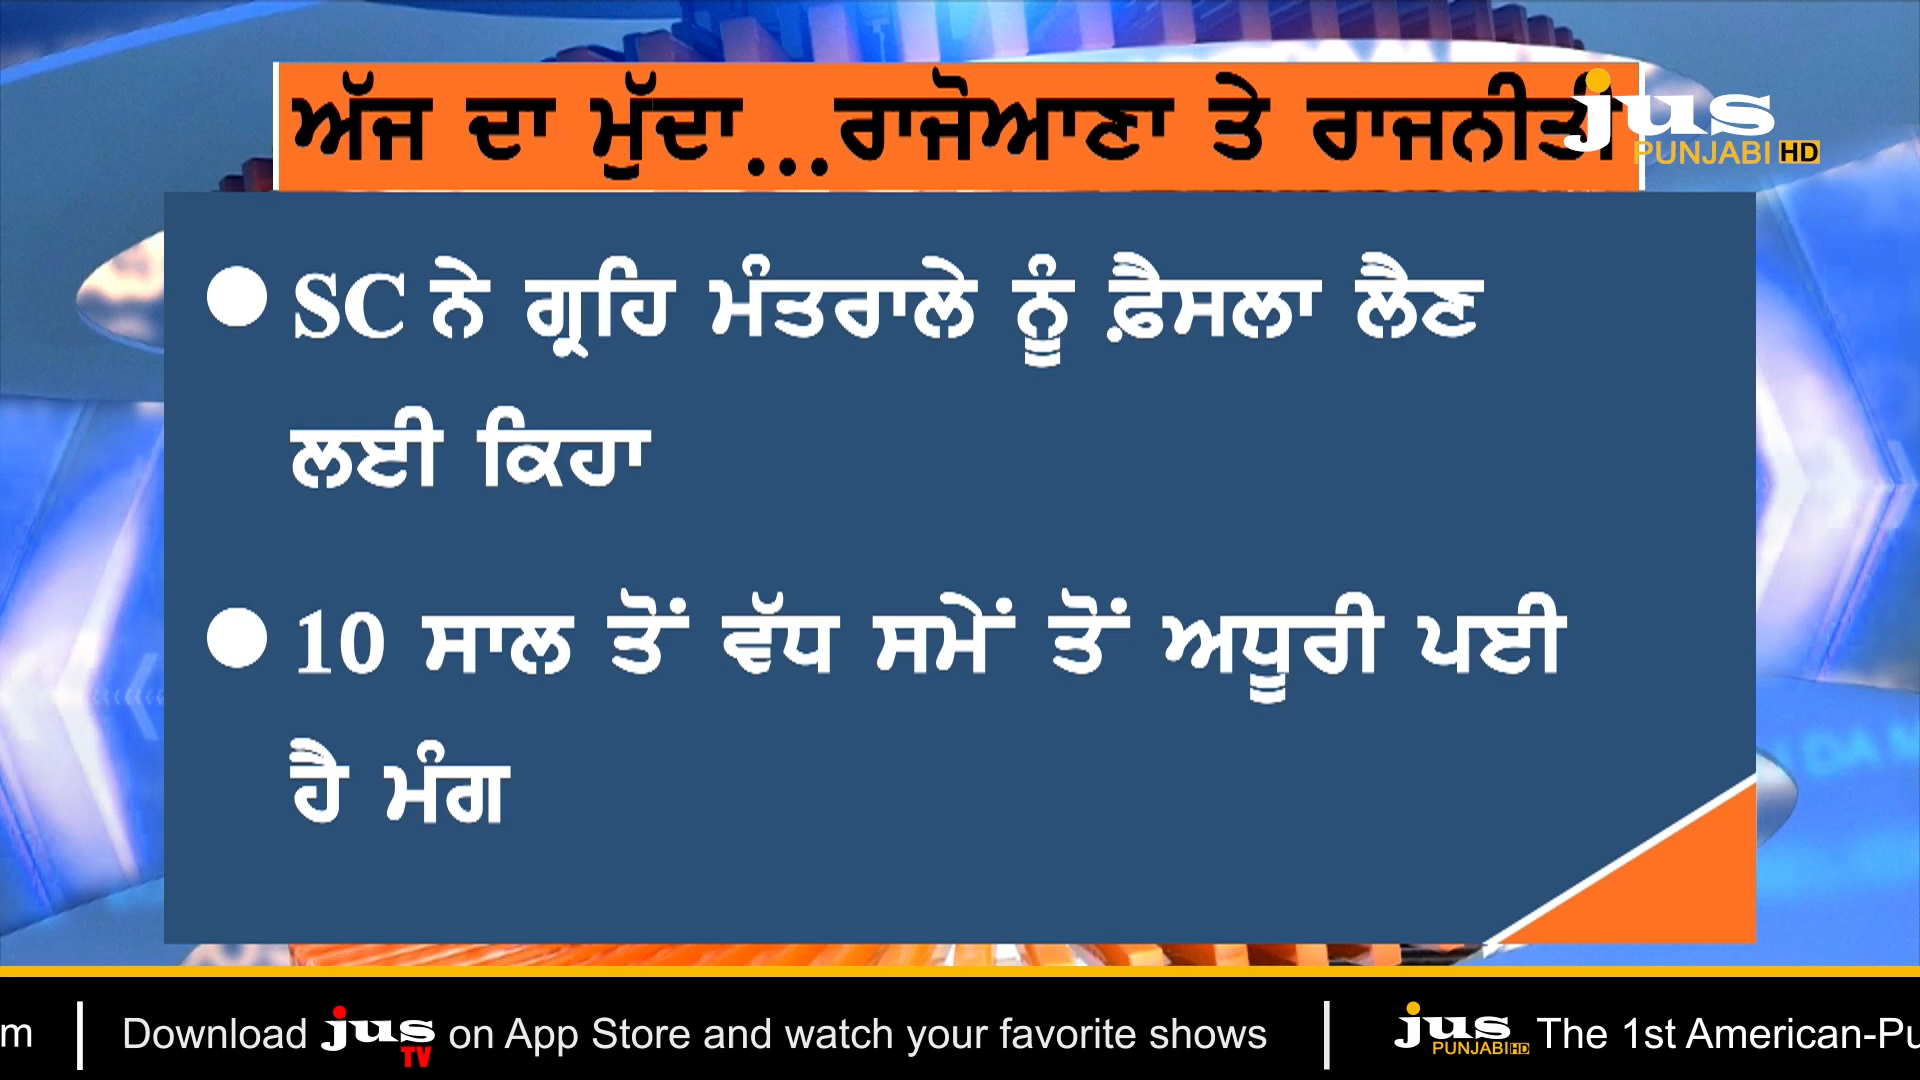 ਅੱਜ ਦਾ ਮੁੱਦਾ...ਰਾਜੋਆਣਾ ਤੇ ਰਾਜਨੀਤੀ
jus
PUNJABI HD
SC ਨੇ ਗ੍ਰਹਿ ਮੰਤਰਾਲੇ ਨੂੰ ਫ਼ੈਸਲਾ ਲੈਣ
ਲਈ ਕਿਹਾ
10 ਸਾਲ ਤੋਂ ਵੱਧ ਸਮੇਂ ਤੋਂ ਅਧੂਰੀ ਪਈ
ਹੈ ਮੰਗ
DA M
m | Download jus TV on App Store and watch your favorite shows | jus PUNJABI HD The 1st American-Pu